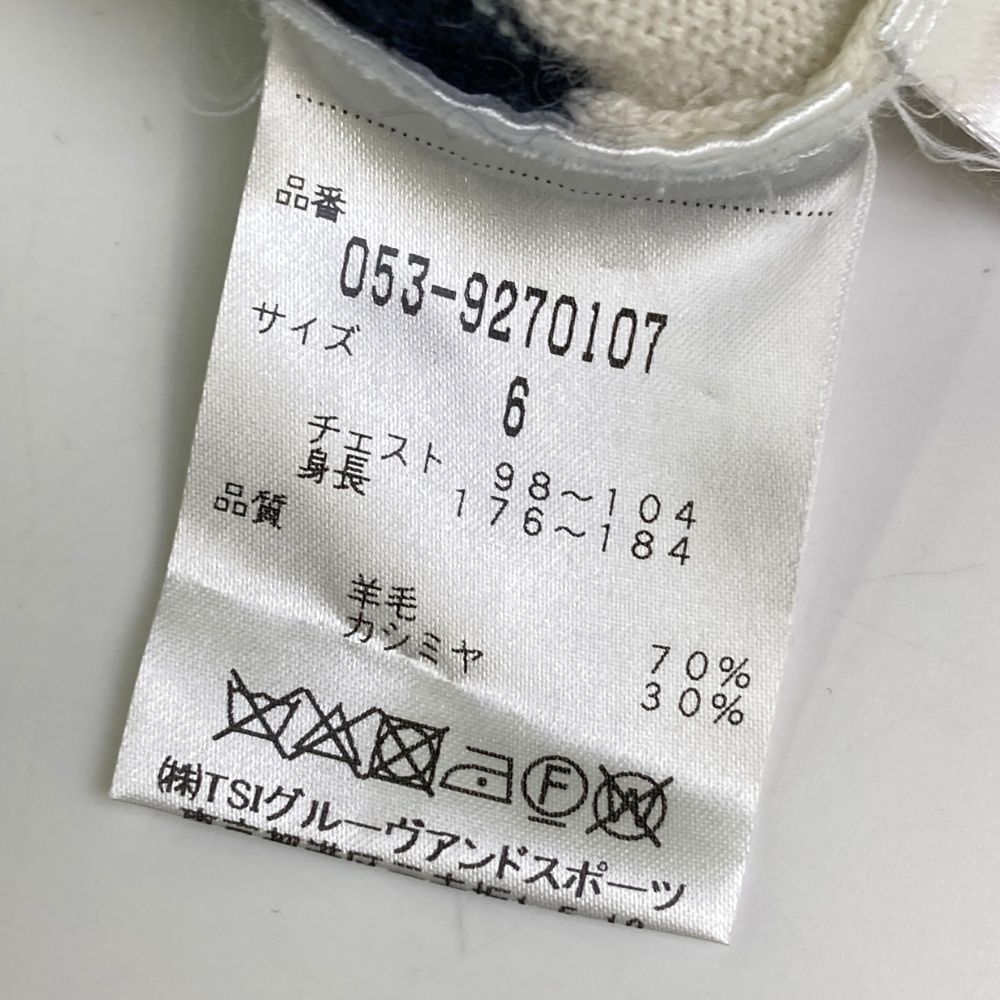 品番
053-9270107
サイズ
6
チェスト 98～104
身長 176～184
品質
羊毛 70%
カシミヤ 30%
F W
(株)TSIグルーヴアンドスポーツ